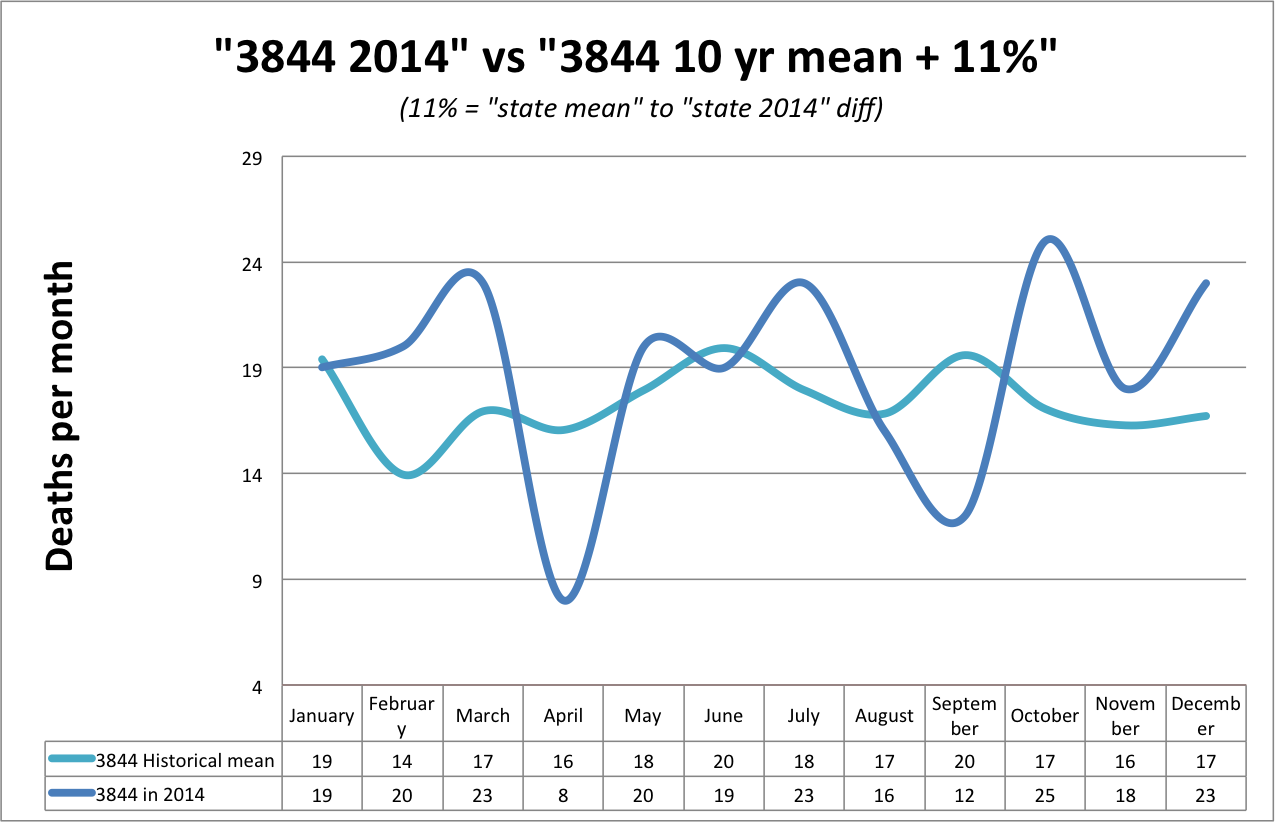 "3844 2014" vs "3844 10 yr mean + 11%"
(11% = "state mean" to "state 2014" diff)
Deaths per month
29
24
19
14
9
4
January Februar y March April May June July August Septem ber October Novem ber Decemb er
3844 Historical mean 19 14 17 16 18 20 18 17 20 17 16 17
3844 in 2014 19 20 23 8 20 19 23 16 12 25 18 23